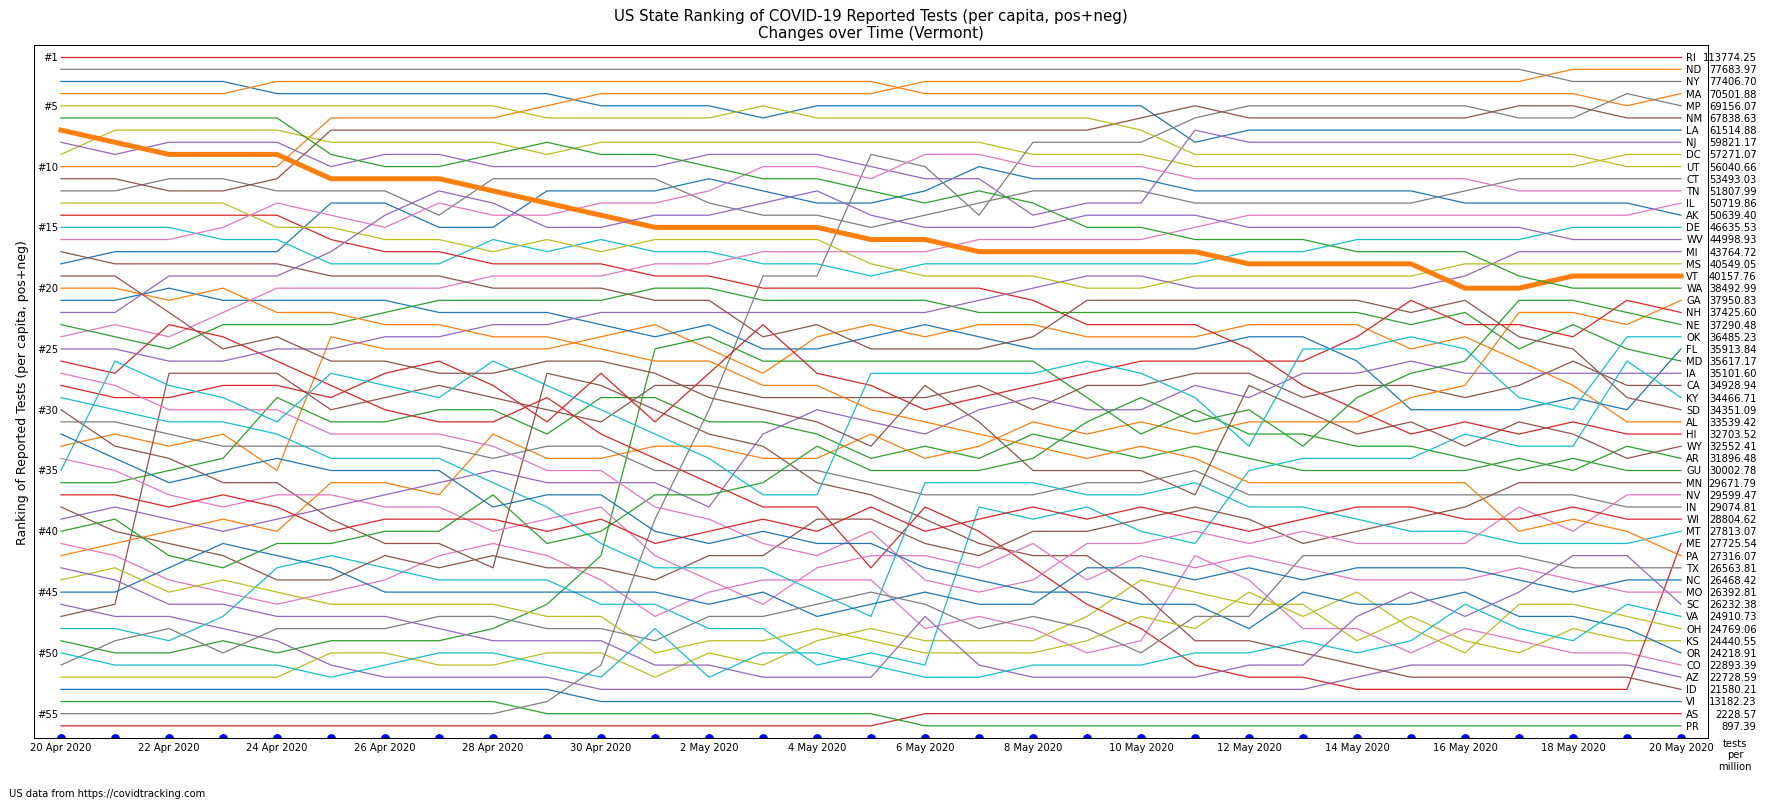 US State Ranking of COVID-19 Reported Tests (per capita, pos+neg)
Changes over Time (Vermont)
Ranking of Reported Tests (per capita, pos+neg)
#1
#5
#10
#15
#20
#25
#30
#35
#40
#45
#50
#55
RI 113774.25
ND 77683.97
NY 77406.70
MA 70501.88
MP 69156.07
NM 67838.63
LA 61514.88
NJ 59821.17
DC 57271.07
UT 56040.66
CT 53493.03
TN 51807.99
IL 50719.86
AK 50639.40
DE 46635.53
WV 44998.93
MI 43764.72
MS 40549.05
VT 40157.76
WA 38492.99
GA 37950.83
NH 37425.60
NE 37290.48
OK 36485.23
FL 35913.84
MD 35617.17
IA 35101.60
CA 34928.94
KY 34466.71
SD 34351.09
AL 33539.42
HI 32703.52
WY 32552.41
AR 31896.48
GU 30002.78
MN 29671.79
NV 29599.47
IN 29074.81
WI 28804.62
MT 27813.07
ME 27725.54
PA 27316.07
TX 26563.81
NC 26468.42
MO 26392.81
SC 26232.38
VA 24910.73
OH 24769.06
KS 24440.55
OR 24218.91
CO 22893.39
AZ 22728.59
ID 21580.21
VI 13182.23
AS 2228.57
PR 897.39
20 Apr 2020 22 Apr 2020 24 Apr 2020 26 Apr 2020 28 Apr 2020 30 Apr 2020 2 May 2020 4 May 2020 6 May 2020 8 May 2020 10 May 2020 12 May 2020 14 May 2020 16 May 2020 18 May 2020 20 May 2020
tests
per
million
US data from https://covidtracking.com